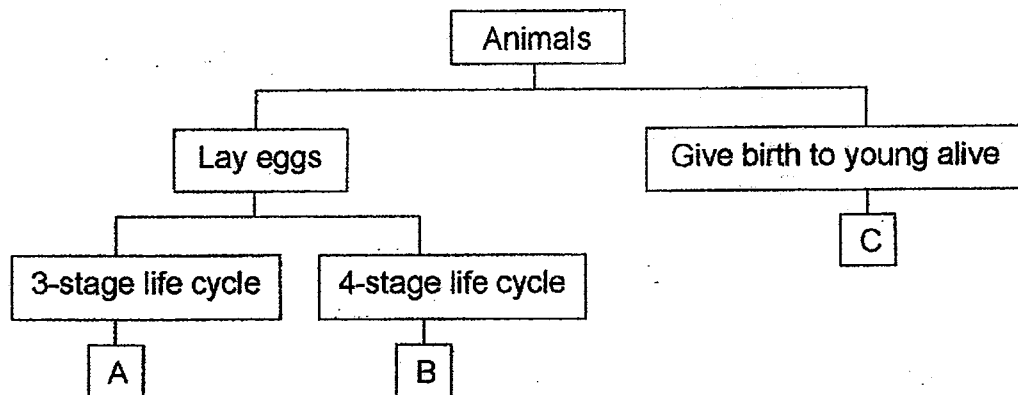 Animals
Lay eggs
Give birth to young alive
C
3-stage life cycle
4-stage life cycle
A
B